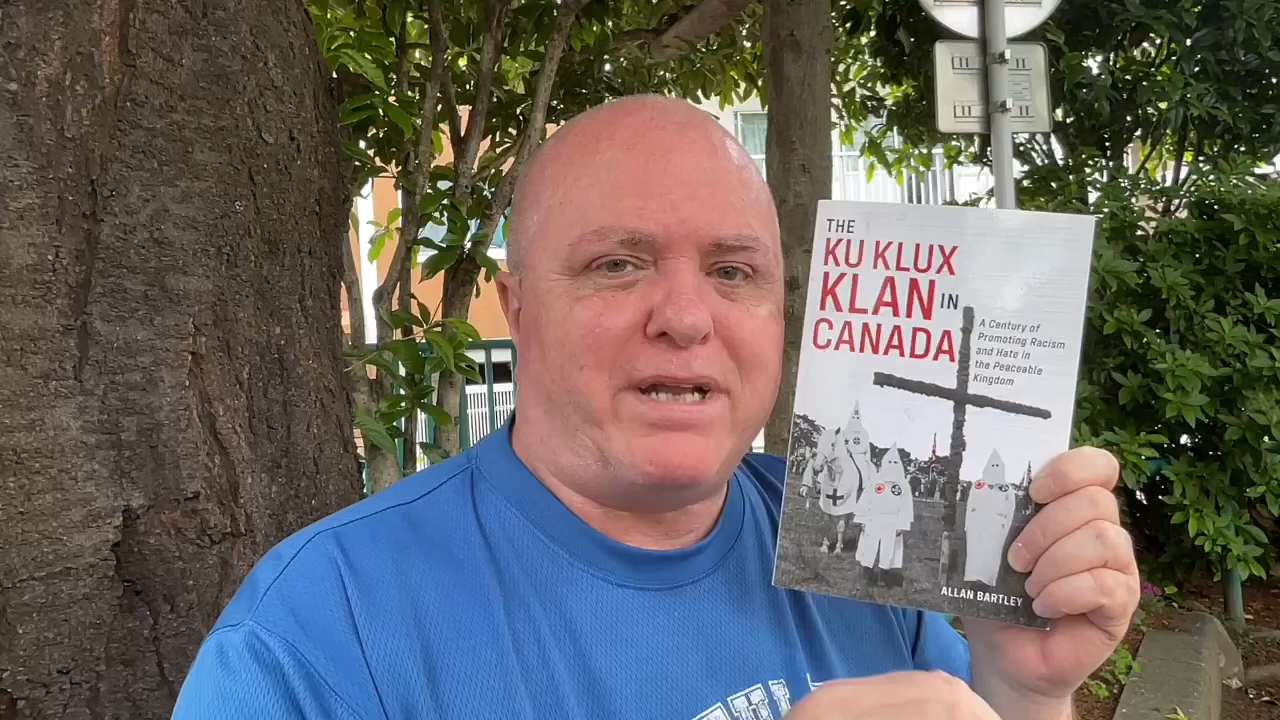 THE
KU KLUX
KLAN IN
CANADA
A Century of
Promoting Racism
and Hate in
the Peaceable
Kingdom
ALLAN BARTLEY